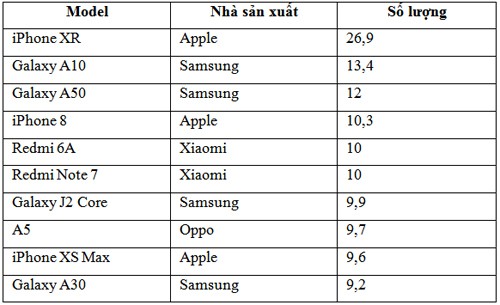 Model Nhà sản xuất Số lượng
iPhone XR Apple 26,9
Galaxy A10 Samsung 13,4
Galaxy A50 Samsung 12
iPhone 8 Apple 10,3
Redmi 6A Xiaomi 10
Redmi Note 7 Xiaomi 10
Galaxy J2 Core Samsung 9,9
A5 Oppo 9,7
iPhone XS Max Apple 9,6
Galaxy A30 Samsung 9,2